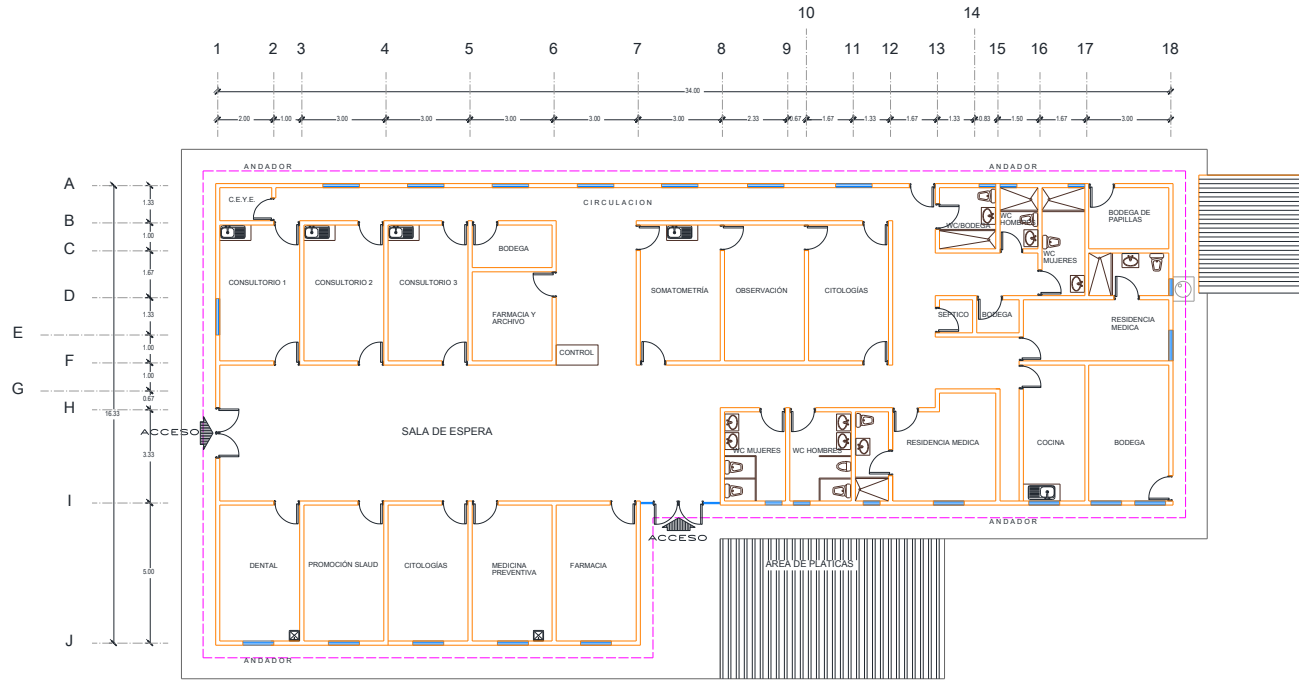 10
14
1
2
3
4
5
6
7
8
9
11
12
13
15
16
17
18
34.00
2.00
1.00
3.00
3.00
3.00
3.00
3.00
2.33
0.67
1.67
1.33
1.67
1.33
0.83
1.50
1.67
3.00
ANDADOR
ANDADOR
A
B
C
D
E
F
G
H
I
J
1.33
1.00
1.67
1.33
1.00
0.67
3.33
5.00
16.33
C.E.Y.E.
CIRCULACION
WC/BODEGA
WC
HOMBRES
WC
MUJERES
BODEGA DE
PAPILLAS
BODEGA
CONSULTORIO 1
CONSULTORIO 2
CONSULTORIO 3
FARMACIA Y
ARCHIVO
SOMATOMETRÍA
OBSERVACIÓN
CITOLOGÍAS
SEPTICO
BODEGA
RESIDENCIA
MEDICA
CONTROL
ACCESO
SALA DE ESPERA
WC MUJERES
WC HOMBRES
RESIDENCIA MEDICA
COCINA
BODEGA
ANDADOR
ACCESO
DENTAL
PROMOCIÓN SLAUD
CITOLOGÍAS
MEDICINA
PREVENTIVA
FARMACIA
AREA DE PLATICAS
ANDADOR